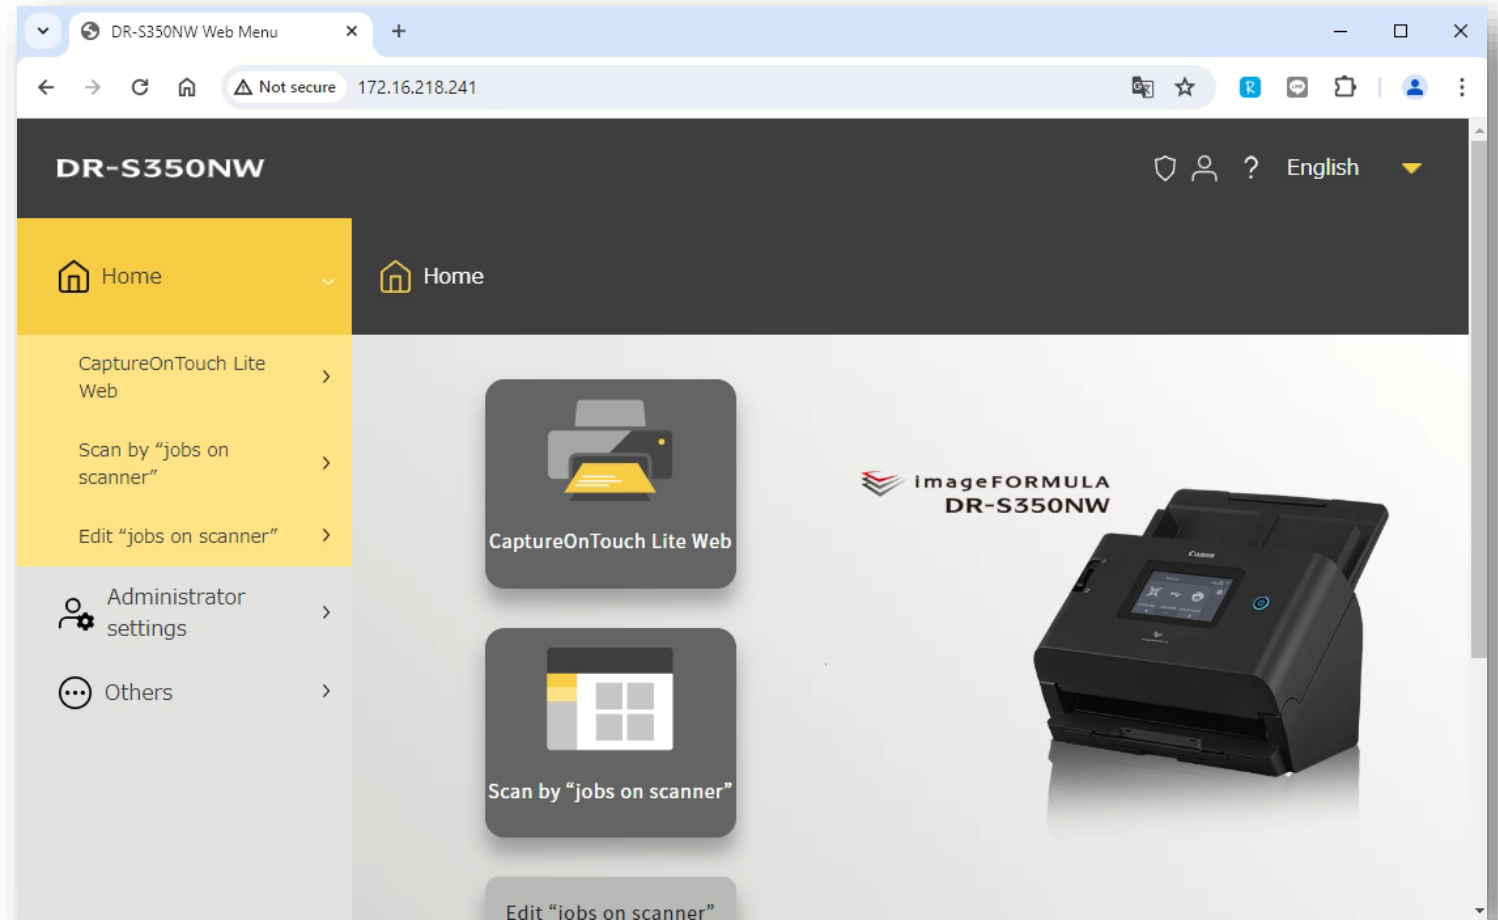 DR-S350NW Web Menu
Not secure
172.16.218.241
DR-S350NW
?
English
Home
Home
CaptureOnTouch Lite
Web
Scan by “jobs on
scanner”
Edit “jobs on scanner”
Administrator
settings
Others
CaptureOnTouch Lite Web
Scan by “jobs on scanner”
Edit “jobs on scanner”
imageFORMULA
DR-S350NW
Canon